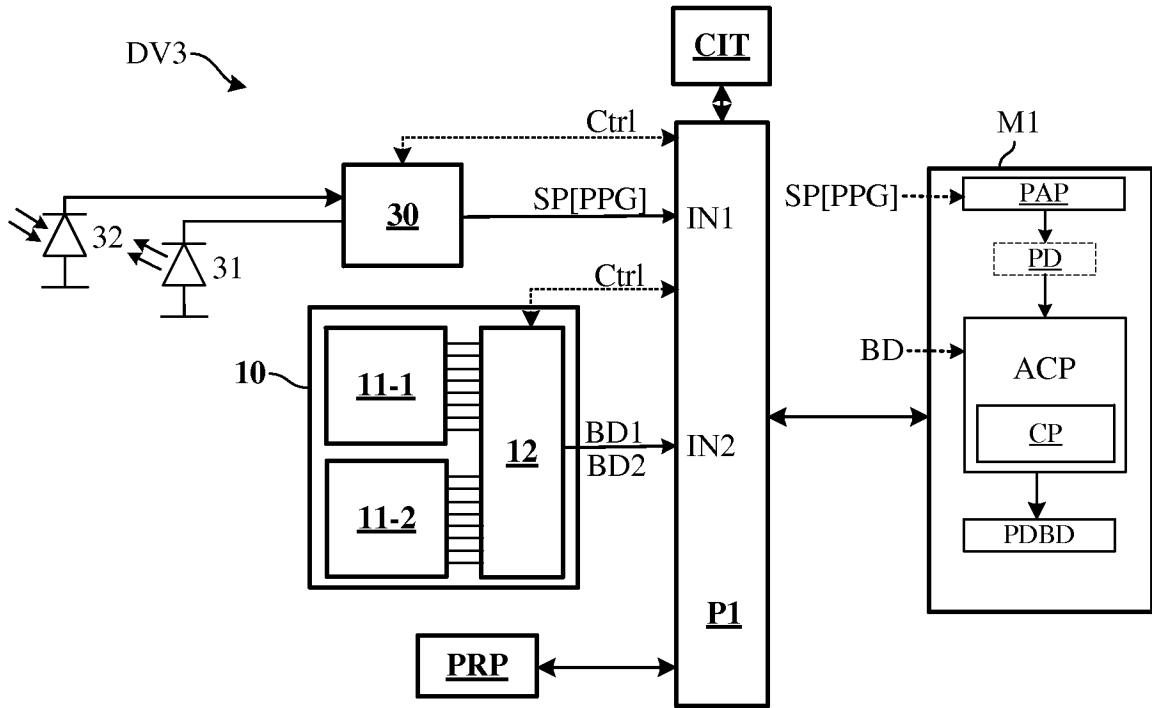 CIT
DV3
Ctrl
M1
SP[PPG]
PAP
SP[PPG]
30
IN1
32
31
PD
Ctrl
BD
ACP
10
11-1
CP
BD1
12
IN2
BD2
11-2
PDBD
P1
PRP